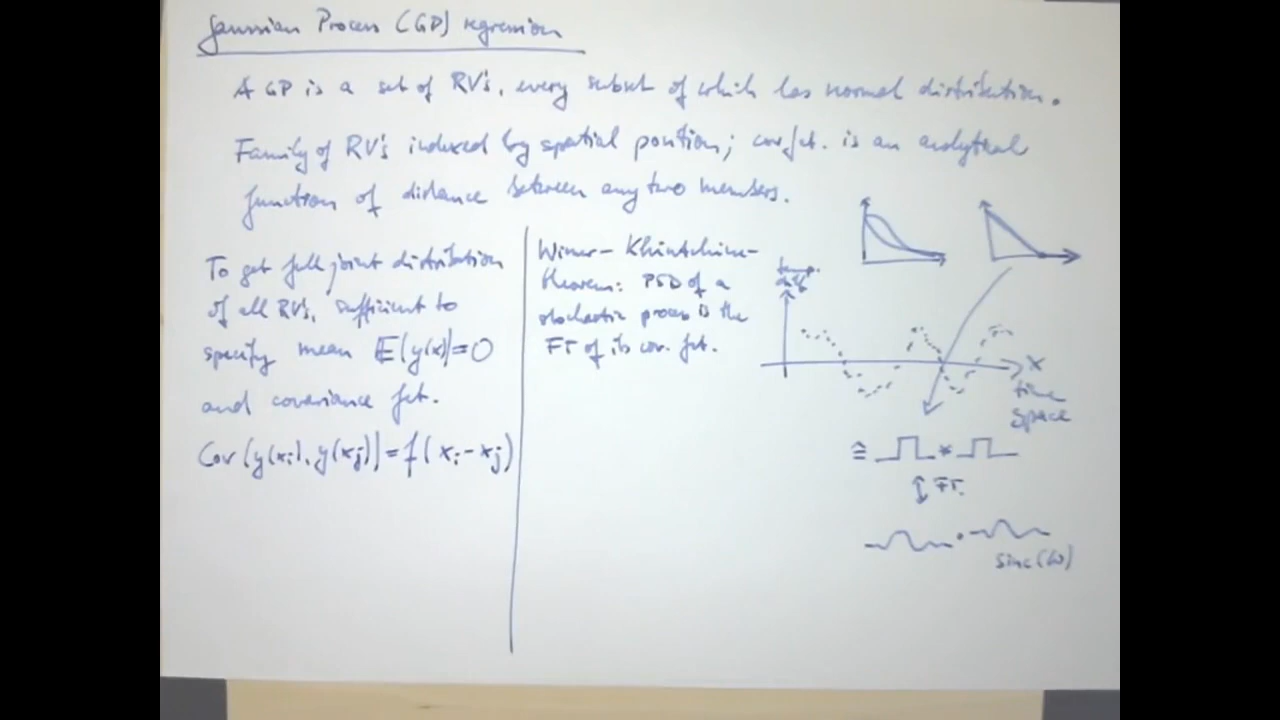 Gaussian Process (GP) regression
A GP is a set of RV's, every subset of which has normal distribution.
Family of RV's indexed by spatial position; cov fct. is an analytical
function of distance between any two members.
To get full joint distribution
of all RV's, sufficient to
specify mean E(y(x))=0
and covariance fct.
Cov(y(xi), y(xj))=f(xi-xj)
Wiener-Khintchine-
theorem: PSD of a
stochastic process is the
FT of its cov. fct.
x
time
space
≅ *
↕ FT.
·
sinc(ω)